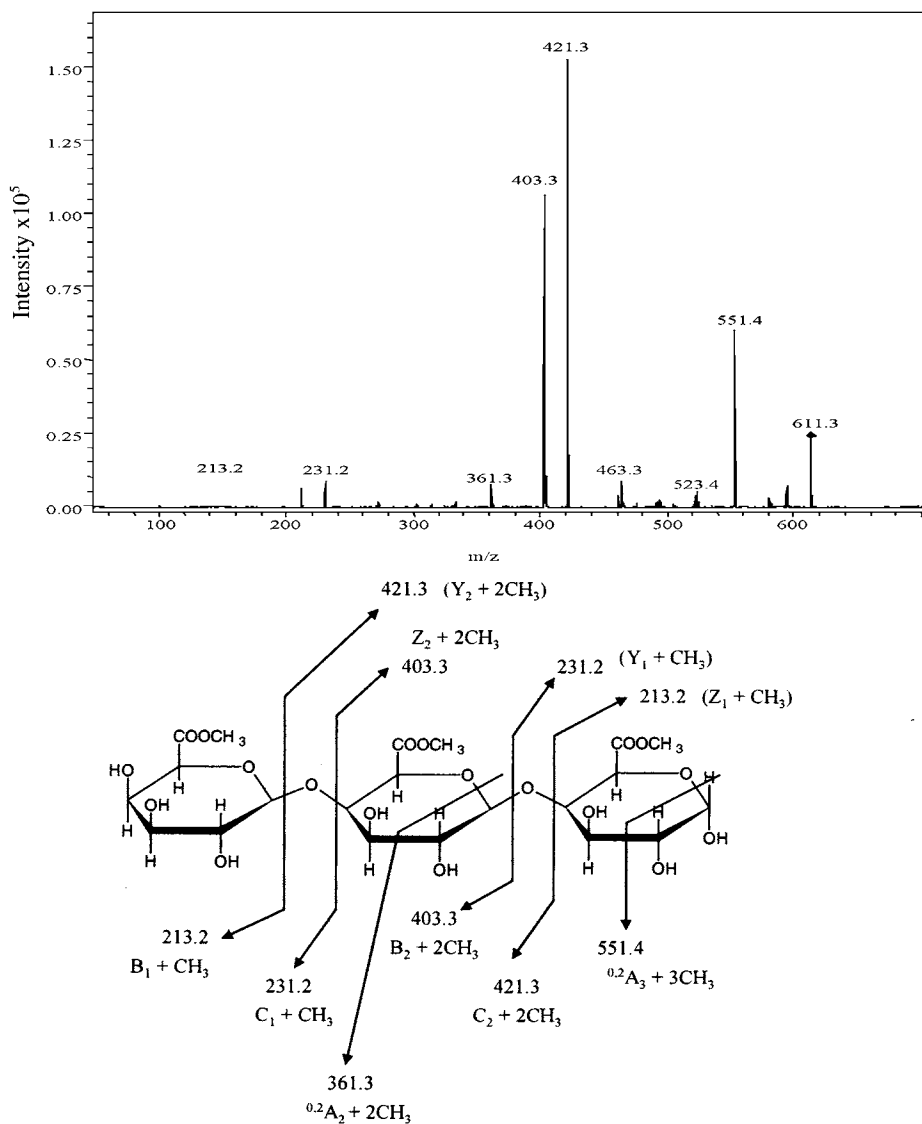 421.3
1.50
1.25
403.3
1.00
Intensity x10⁵
0.75
551.4
0.50
611.3
0.25
213.2 231.2 361.3 463.3 523.4
0.00
100 200 300 400 500 600
m/z
421.3 (Y₂ + 2CH₃)
Z₂ + 2CH₃
403.3
231.2 (Y₁ + CH₃)
213.2 (Z₁ + CH₃)
COOCH₃ COOCH₃ COOCH₃
HO O O O H
H O H O H
OH H OH H OH H
H H H OH
H OH H OH H OH
213.2
B₁ + CH₃
403.3
B₂ + 2CH₃
231.2
C₁ + CH₃
421.3
C₂ + 2CH₃
551.4
⁰·²A₃ + 3CH₃
361.3
⁰·²A₂ + 2CH₃